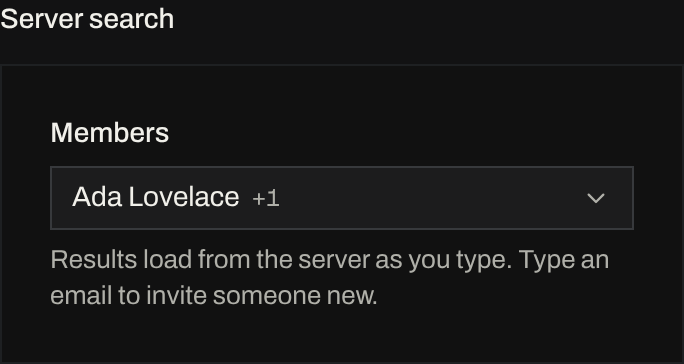 Server search
Members
Ada Lovelace +1
Results load from the server as you type. Type an
email to invite someone new.